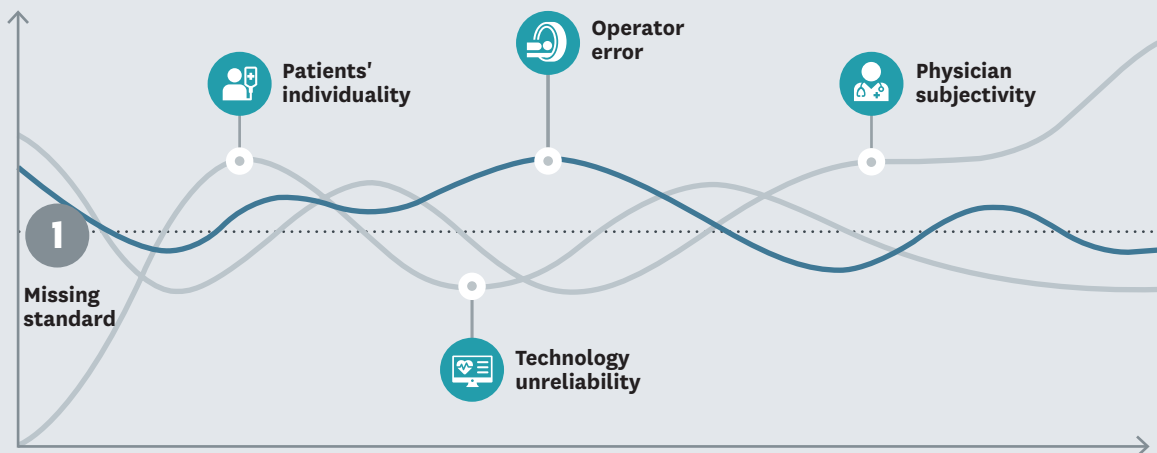 Operator
error
Patients'
individuality
Physician
subjectivity
1
Missing
standard
Technology
unreliability